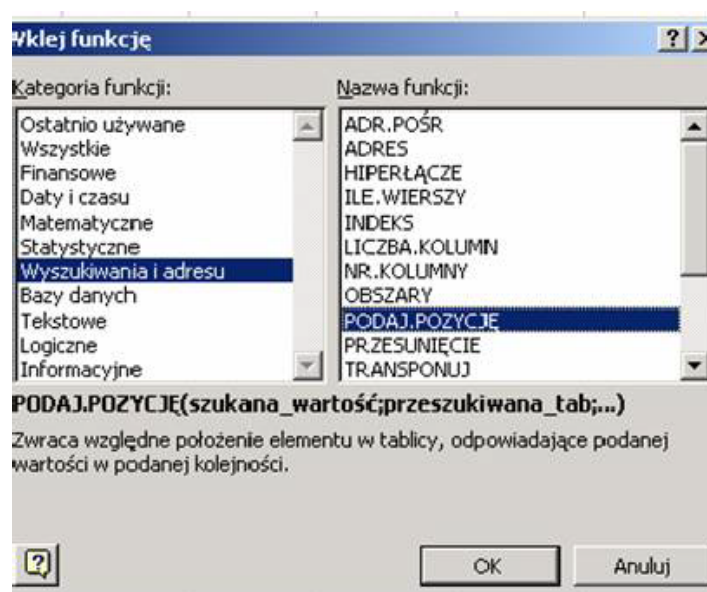 Wklej funkcję
Kategoria funkcji:
Ostatnio używane
Wszystkie
Finansowe
Daty i czasu
Matematyczne
Statystyczne
Wyszukiwania i adresu
Bazy danych
Tekstowe
Logiczne
Informacyjne
Nazwa funkcji:
ADR.POŚR
ADRES
HIPERŁĄCZE
ILE.WIERSZY
INDEKS
LICZBA.KOLUMN
NR.KOLUMNY
OBSZARY
PODAJ.POZYCJĘ
PRZESUNIĘCIE
TRANSPONUJ
PODAJ.POZYCJĘ(szukana_wartość;przeszukiwana_tab;...)
Zwraca względne położenie elementu w tablicy, odpowiadające podanej
wartości w podanej kolejności.
OK
Anuluj